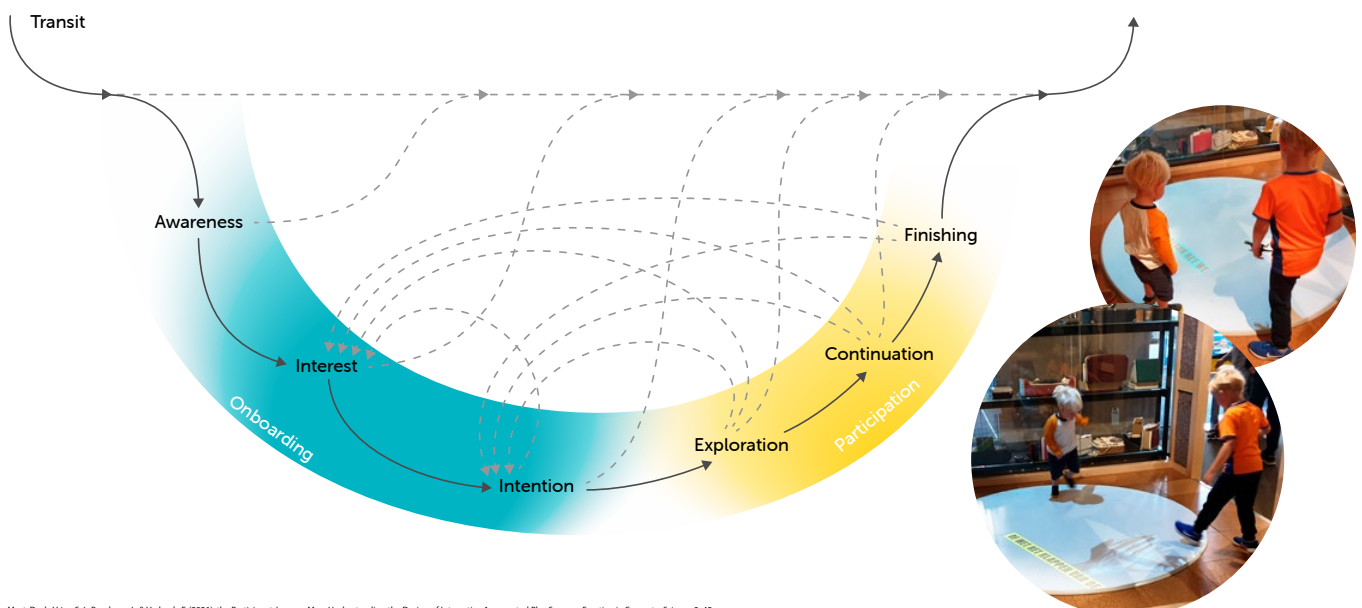 Transit
Awareness
Finishing
Continuation
Interest
Onboarding
Participation
Exploration
Intention